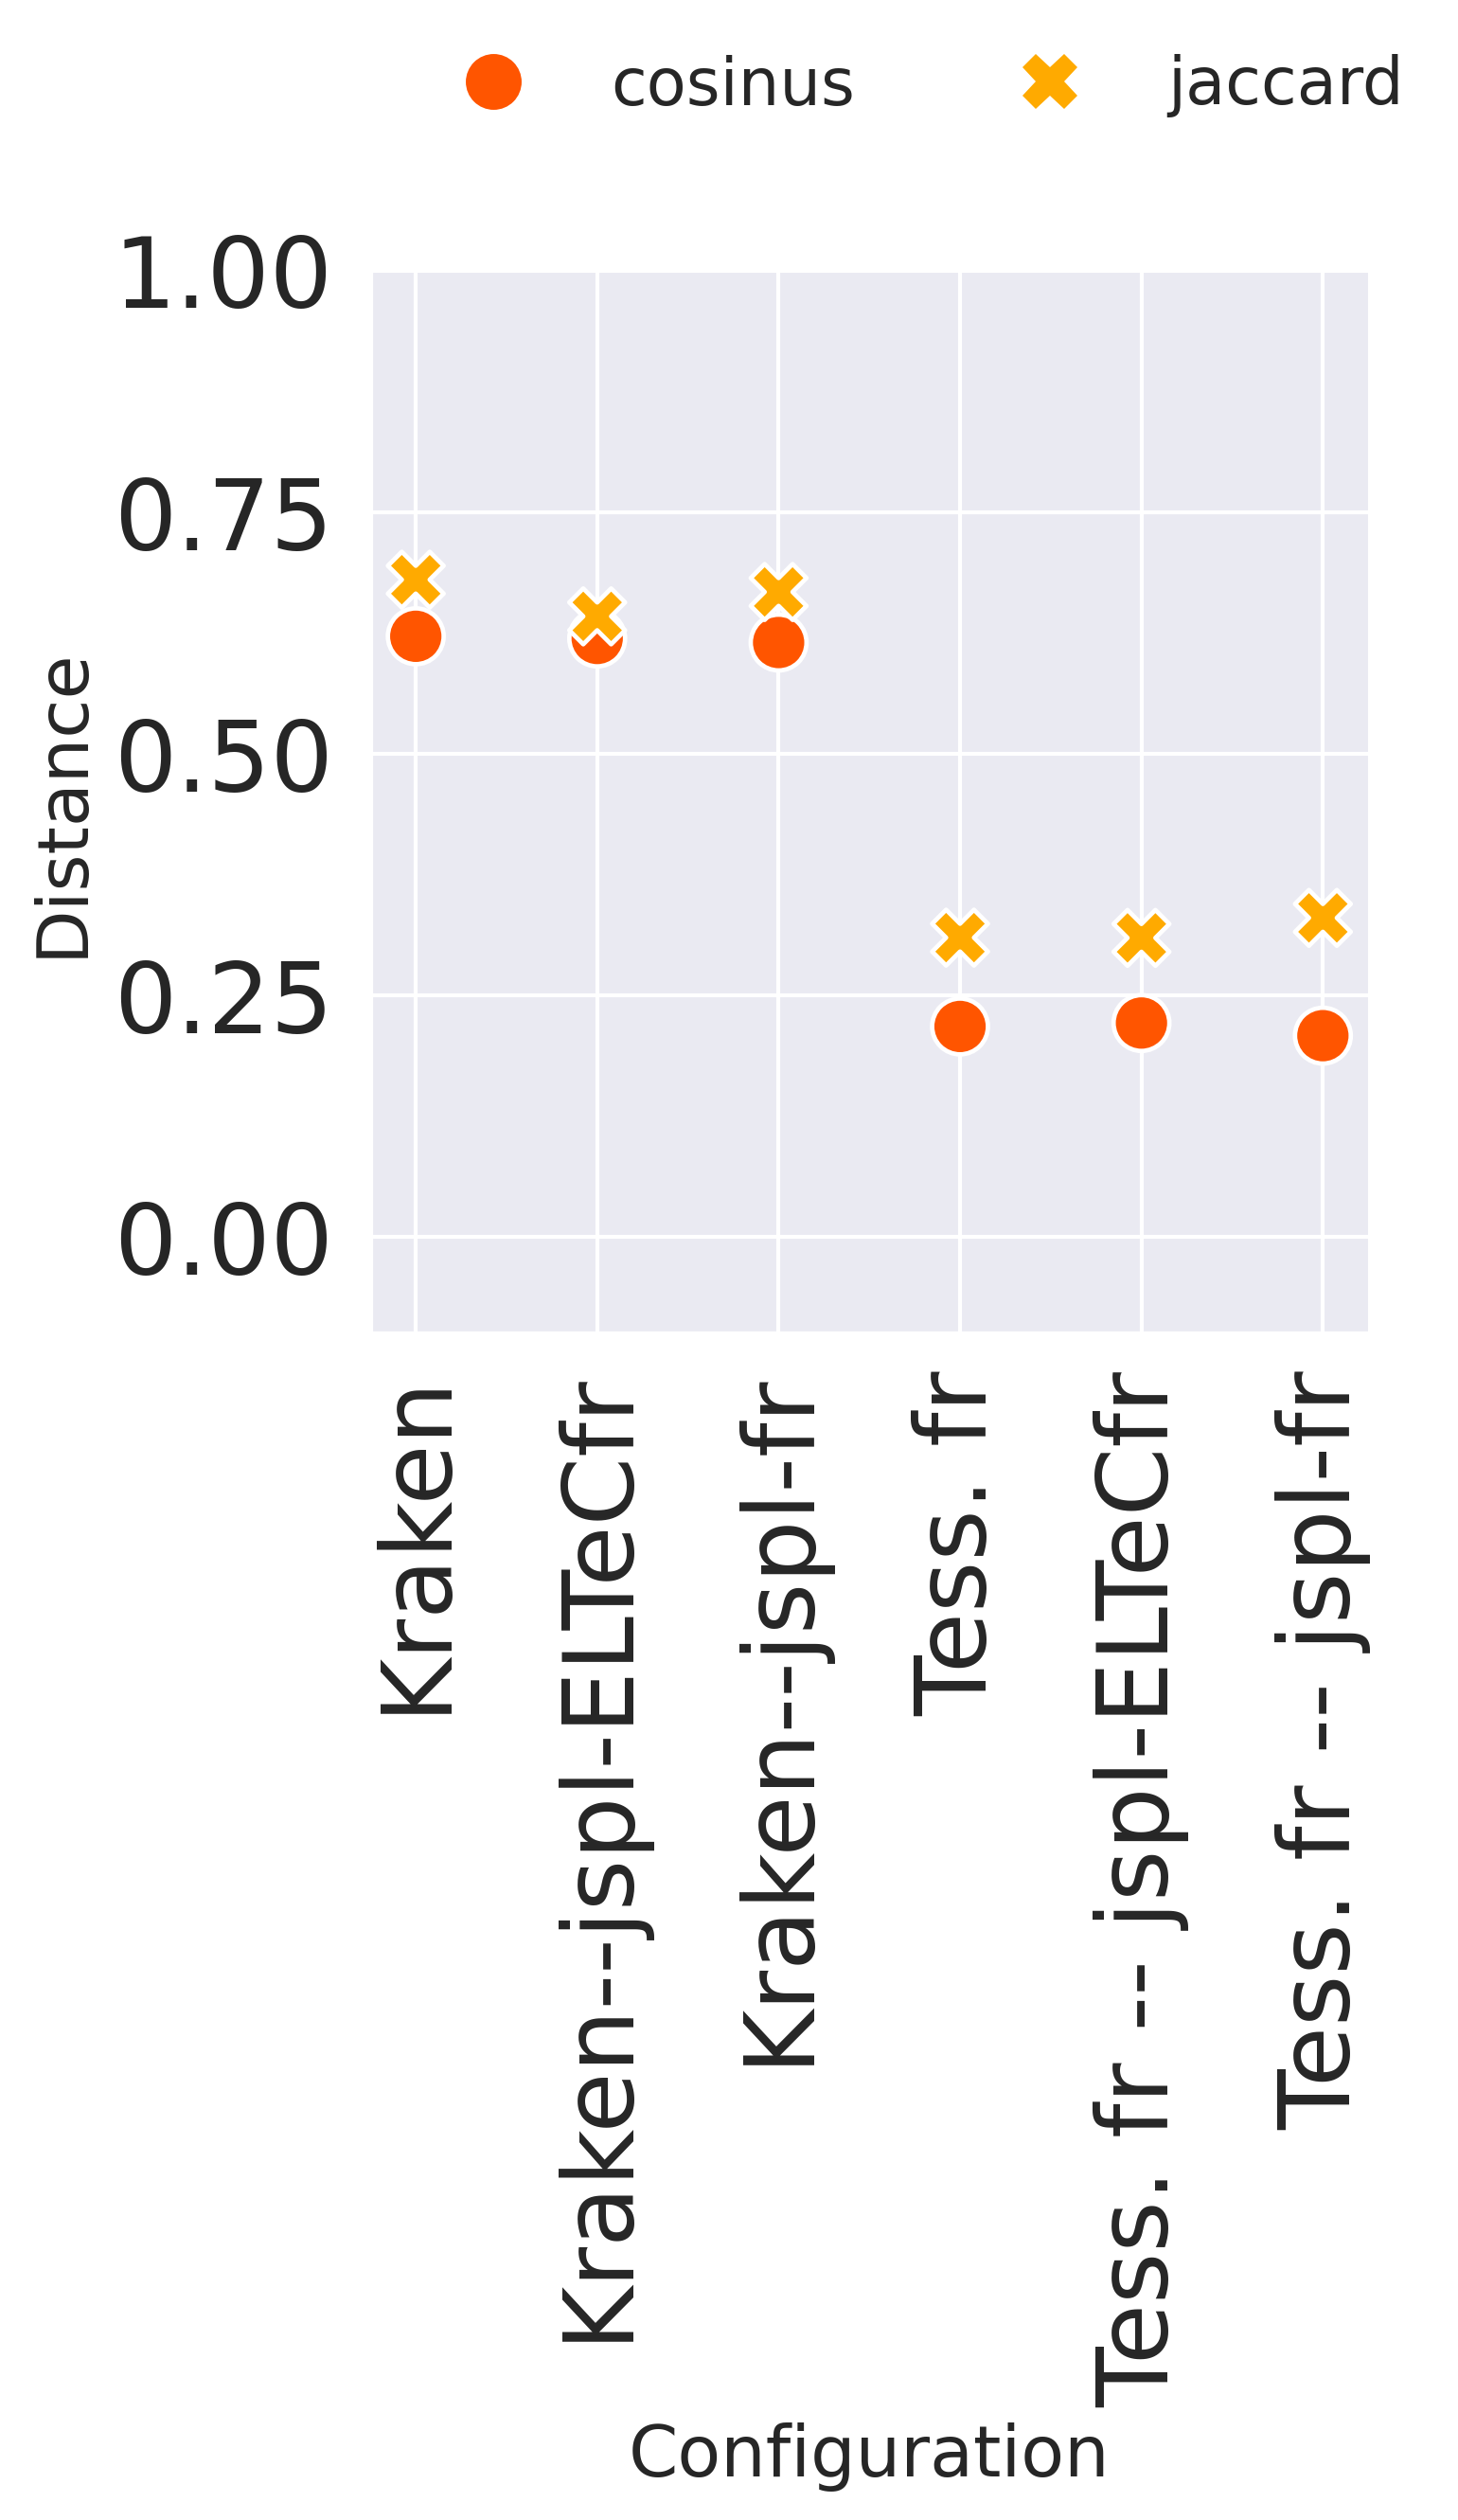 cosinus
jaccard
1.00
0.75
0.50
0.25
0.00
Distance
Kraken
Kraken--jspl-ELTeCfr
Kraken--jspl-fr
Tess. fr
Tess. fr -- jspl-ELTeCfr
Tess. fr -- jspl-fr
Configuration